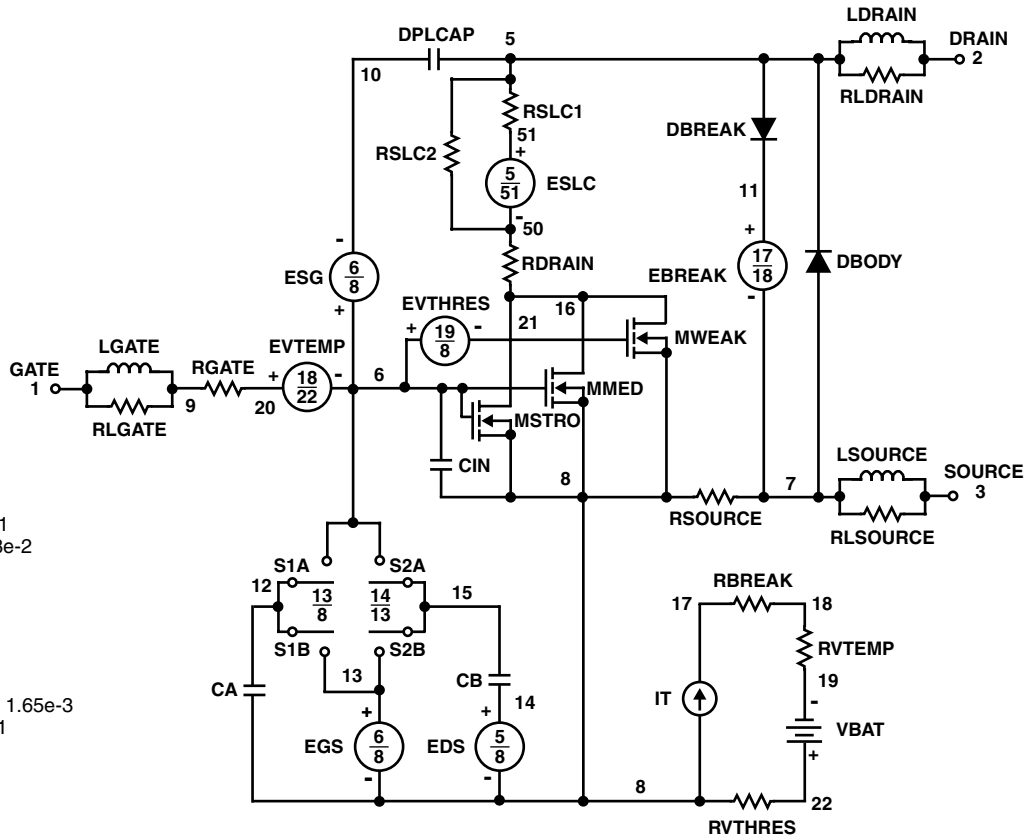 LDRAIN
DPLCAP
5
DRAIN
2
10
RLDRAIN
RSLC1
DBREAK
51
RSLC2
+
5
51
ESLC
11
-
50
-
+
RDRAIN
17
18
6
8
ESG
EBREAK
DBODY
+
EVTHRES
16
-
+
19
8
-
21
MWEAK
LGATE
EVTEMP
GATE
1
RGATE
+
18
22
-
6
MMED
9
20
MSTRO
RLGATE
LSOURCE
CIN
8
7
SOURCE
3
RSOURCE
RLSOURCE
1
e-2
S1A
S2A
12
13
8
14
13
15
RBREAK
17
18
S1B
S2B
RVTEMP
13
CB
19
CA
14
IT
-
1.65e-3
1
+
+
VBAT
EGS
6
8
EDS
5
8
+
-
-
8
22
RVTHRES